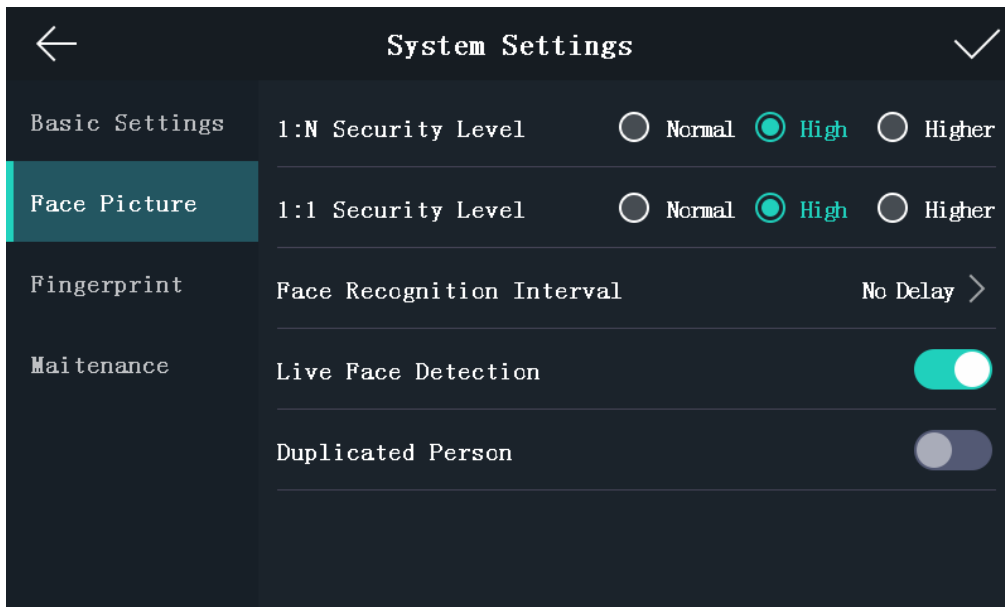 System Settings
Basic Settings
Face Picture
Fingerprint
Maitenance
1:N Security Level Normal High Higher
1:1 Security Level Normal High Higher
Face Recognition Interval No Delay
Live Face Detection
Duplicated Person